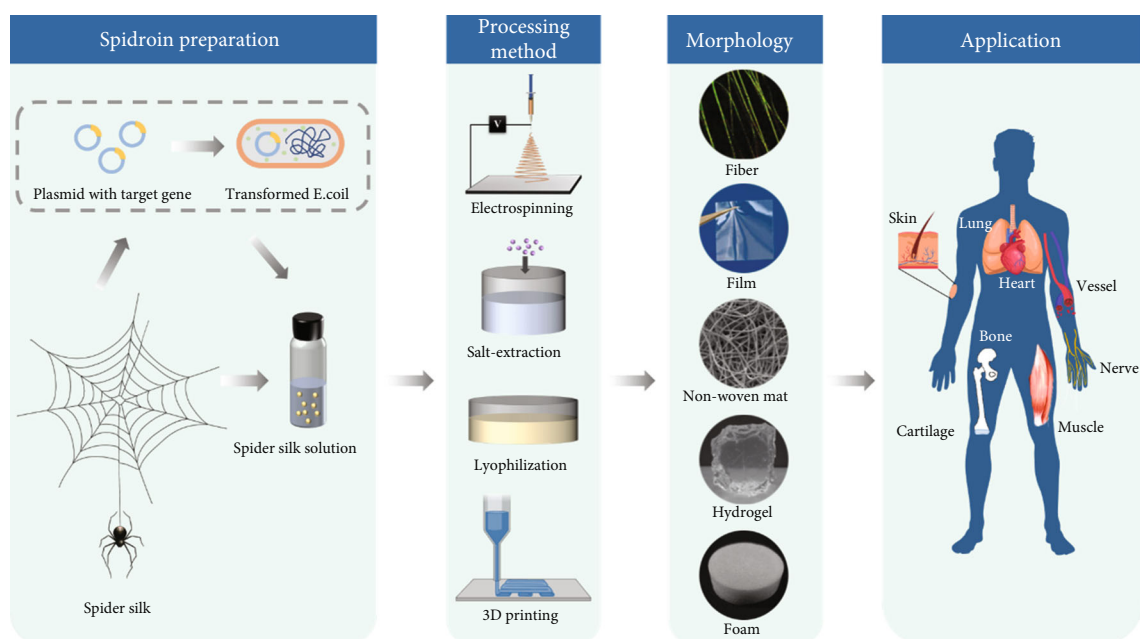 Spidroin preparation
Plasmid with target gene
Transformed E.coil
Spider silk solution
Spider silk
Processing
method
V
Electrospinning
Salt-extraction
Lyophilization
3D printing
Morphology
Fiber
Film
Non-woven mat
Hydrogel
Foam
Application
Skin
Lung
Heart
Vessel
Bone
Nerve
Cartilage
Muscle